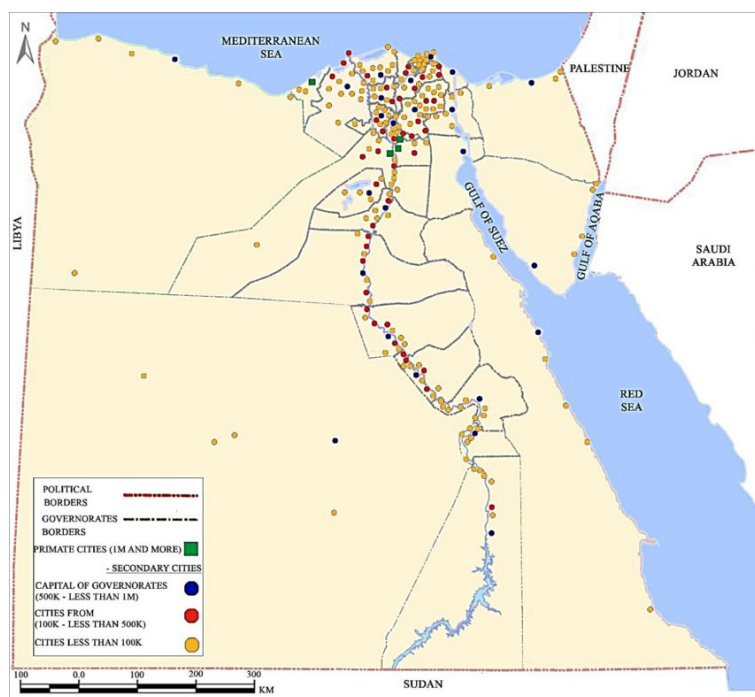 N
MEDITERRANEAN
SEA
PALESTINE
JORDAN
LIBYA
GULF OF SUEZ
GULF OF AQABA
SAUDI
ARABIA
RED
SEA
POLITICAL
BORDERS
GOVERNORATES
BORDERS
PRIMATE CITIES (1M AND MORE)
- SECONDARY CITIES
CAPITAL OF GOVERNORATES
(500K - LESS THAN 1M)
CITIES FROM
(100K - LESS THAN 500K)
CITIES LESS THAN 100K
100 0 100 200 300
KM
SUDAN